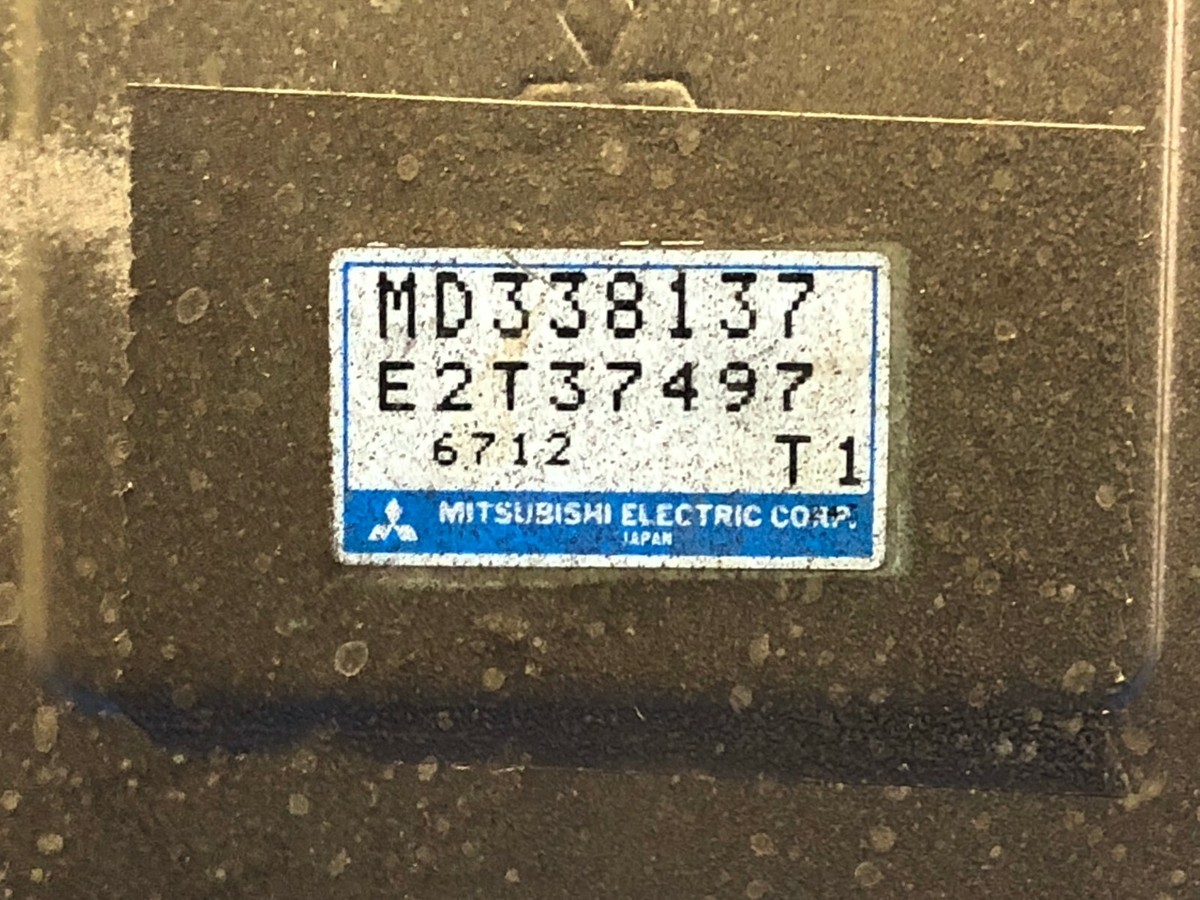 MD338137
E2T37497
6712 T1
MITSUBISHI ELECTRIC CORP.
JAPAN